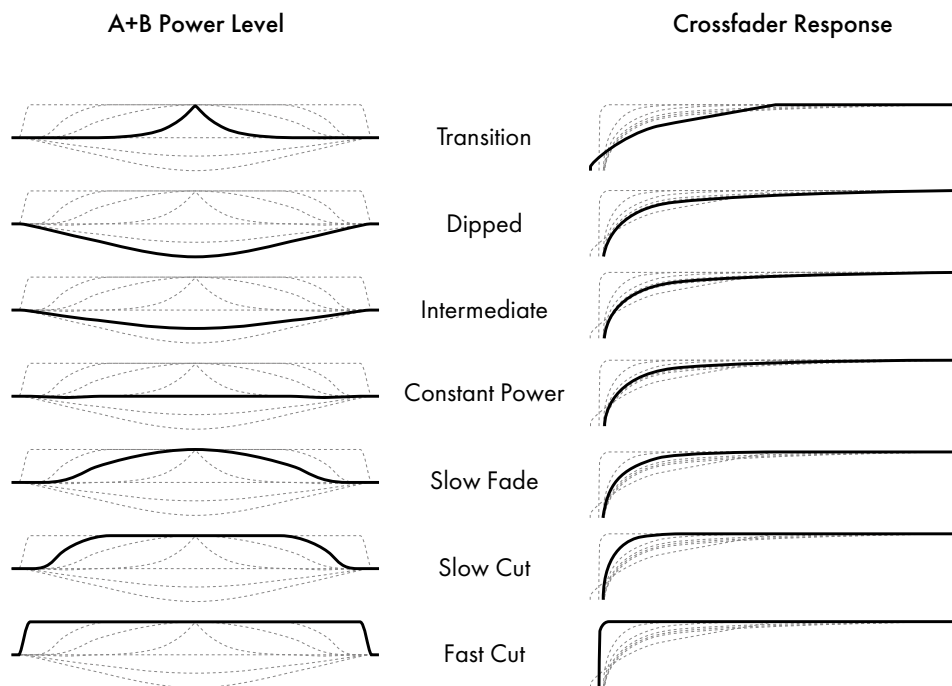 A+B Power Level
Crossfader Response
Transition
Dipped
Intermediate
Constant Power
Slow Fade
Slow Cut
Fast Cut